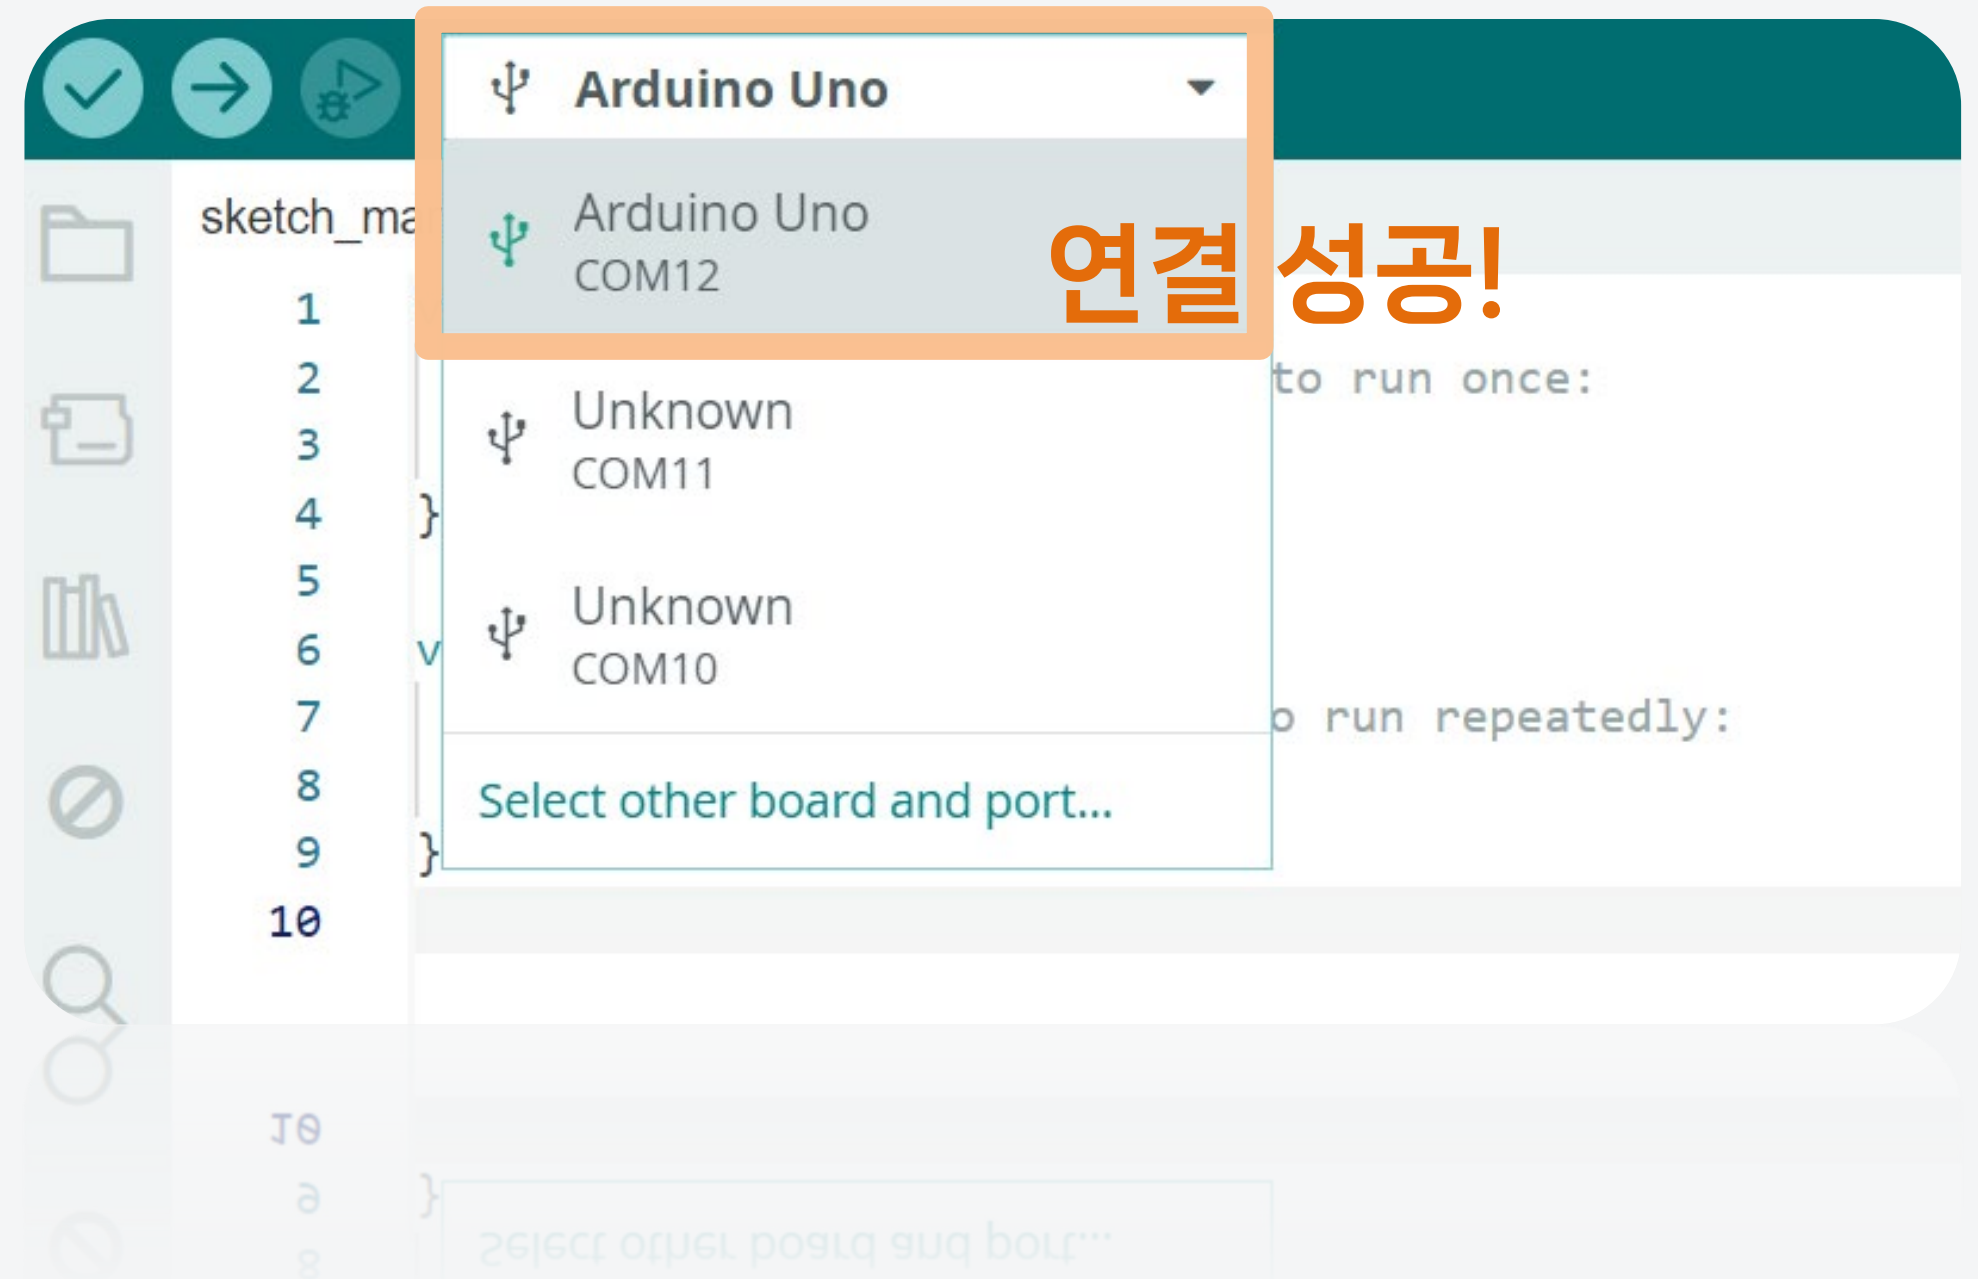 Arduino Uno
sketch_ma
Arduino Uno
COM12
연결 성공!
1
2 to run once:
Unknown
3
COM11
4 }
5
Unknown
6 v
COM10
7 o run repeatedly:
8 Select other board and port...
9 }
10